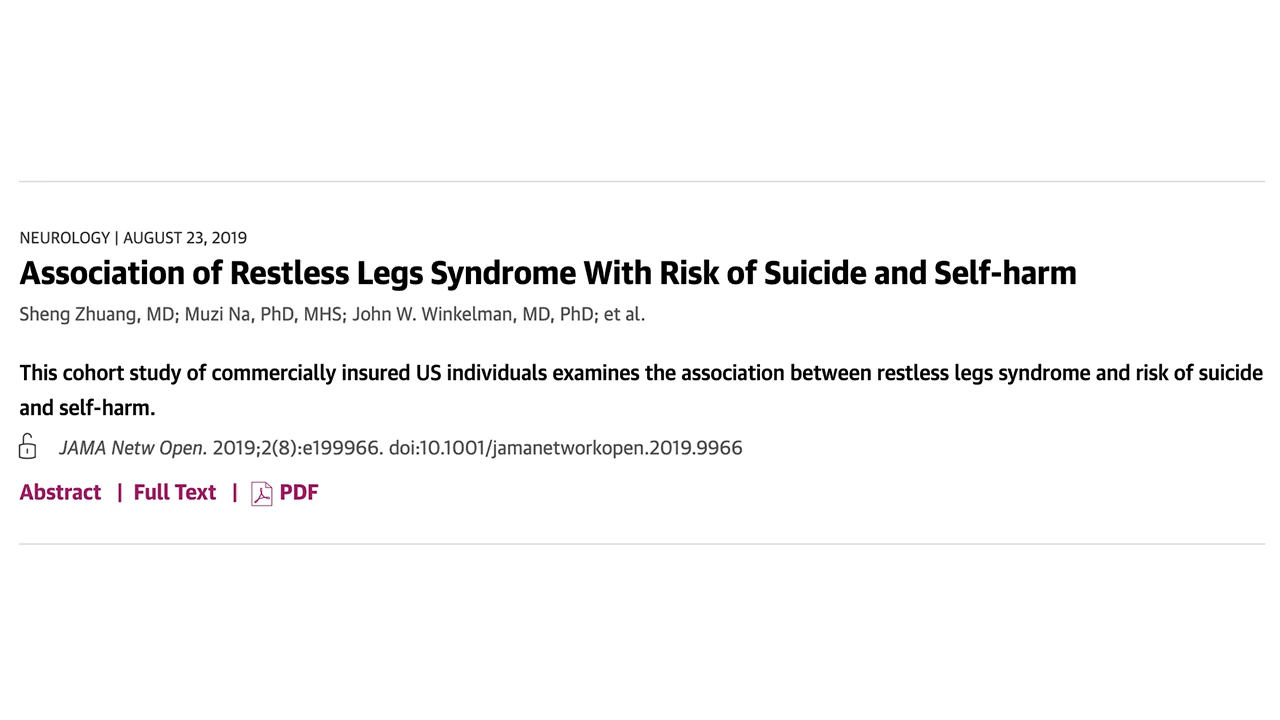 NEUROLOGY | AUGUST 23, 2019
Association of Restless Legs Syndrome With Risk of Suicide and Self-harm
Sheng Zhuang, MD; Muzi Na, PhD, MHS; John W. Winkelman, MD, PhD; et al.
This cohort study of commercially insured US individuals examines the association between restless legs syndrome and risk of suicide
and self-harm.
JAMA Netw Open. 2019;2(8):e199966. doi:10.1001/jamanetworkopen.2019.9966
Abstract | Full Text | PDF